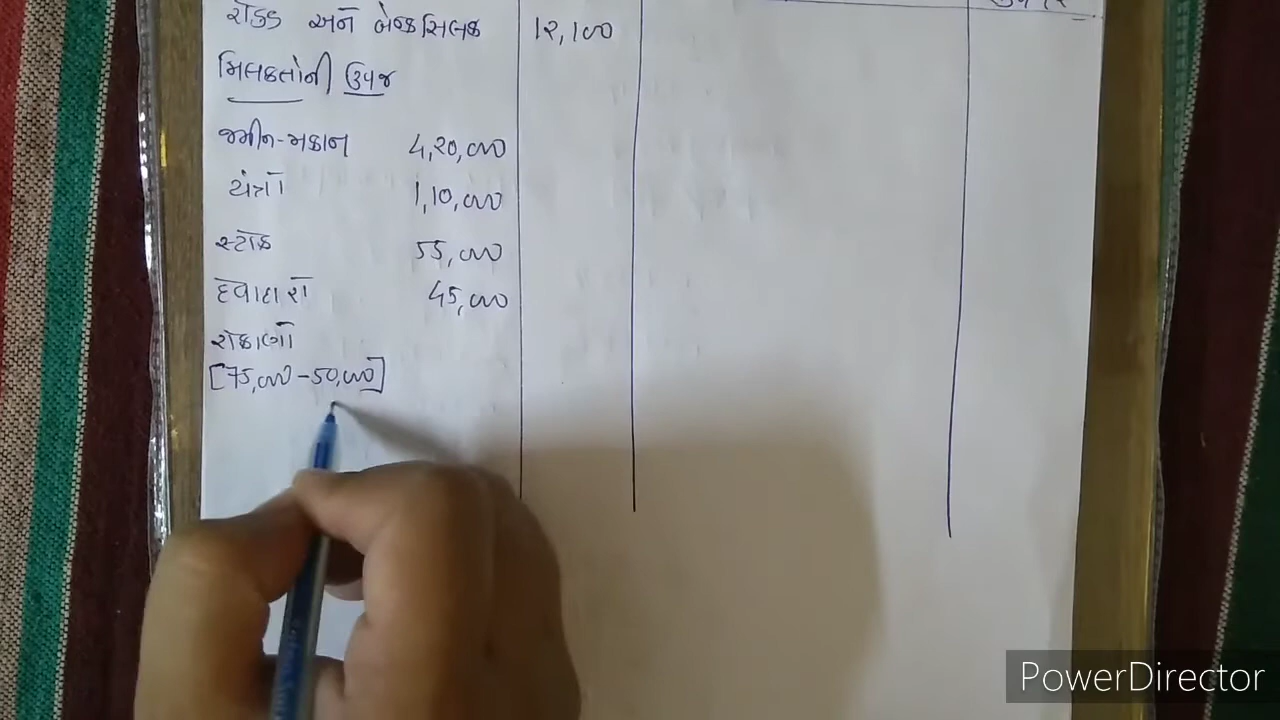 રોકડ અને બેન્ક સિલક 12,100
મિલકતોની ઉપજ
જમીન-મકાન 4,20,000
યંત્રો 1,10,000
સ્ટોક 55,000
દેવાદારો 45,000
રોકાણો
[75,000 - 50,000]
PowerDirector